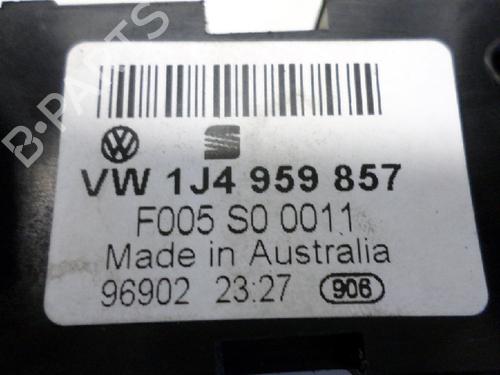 B-PARTS
VW 1J4 959 857
F005 S0 0011
Made in Australia
96902 23:27 906